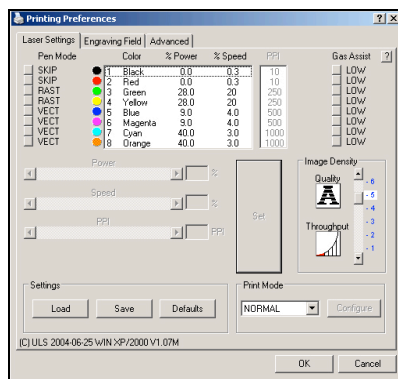 Printing Preferences
Laser Settings Engraving Field Advanced
Pen Mode Color % Power % Speed PPI Gas Assist ?
SKIP 1 Black 0.0 0.3 10 LOW
SKIP 2 Red 0.0 0.3 10 LOW
RAST 3 Green 28.0 20 250 LOW
RAST 4 Yellow 28.0 20 250 LOW
VECT 5 Blue 9.0 4.0 500 LOW
VECT 6 Magenta 9.0 4.0 500 LOW
VECT 7 Cyan 40.0 3.0 1000 LOW
VECT 8 Orange 40.0 3.0 1000 LOW
Power
%
Speed
%
PPI
PPI
Set
Image Density
Quality
A
Throughput
- 6
- 5
- 4
- 3
- 2
- 1
Settings
Load Save Defaults
Print Mode
NORMAL Configure
(C) ULS 2004-06-25 WIN XP/2000 V1.07M
OK Cancel